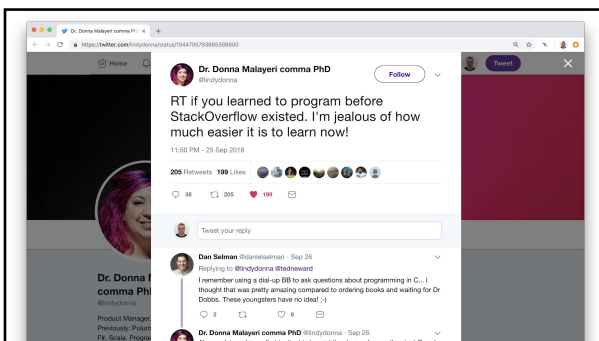 Dr. Donna Malayeri comma PhD
https://twitter.com/lindydonna/status/1044705793885388800
Home
Tweet
Dr. Donna Malayeri comma PhD
@lindydonna
Follow
RT if you learned to program before
StackOverflow existed. I'm jealous of how
much easier it is to learn now!
11:50 PM - 25 Sep 2018
205 Retweets 199 Likes
38 205 199
Tweet your reply
Dan Selman @danielselman · Sep 26
Replying to @lindydonna @tedneward
I remember using a dial-up BB to ask questions about programming in C... I
thought that was pretty amazing compared to ordering books and waiting for Dr
Dobbs. These youngsters have no idea! ;-)
2 6
Dr. Donna M
comma PhD
@lindydonna
Product Manager,
Previously: Pulum
F#, Scala. Program
Dr. Donna Malayeri comma PhD @lindydonna · Sep 26